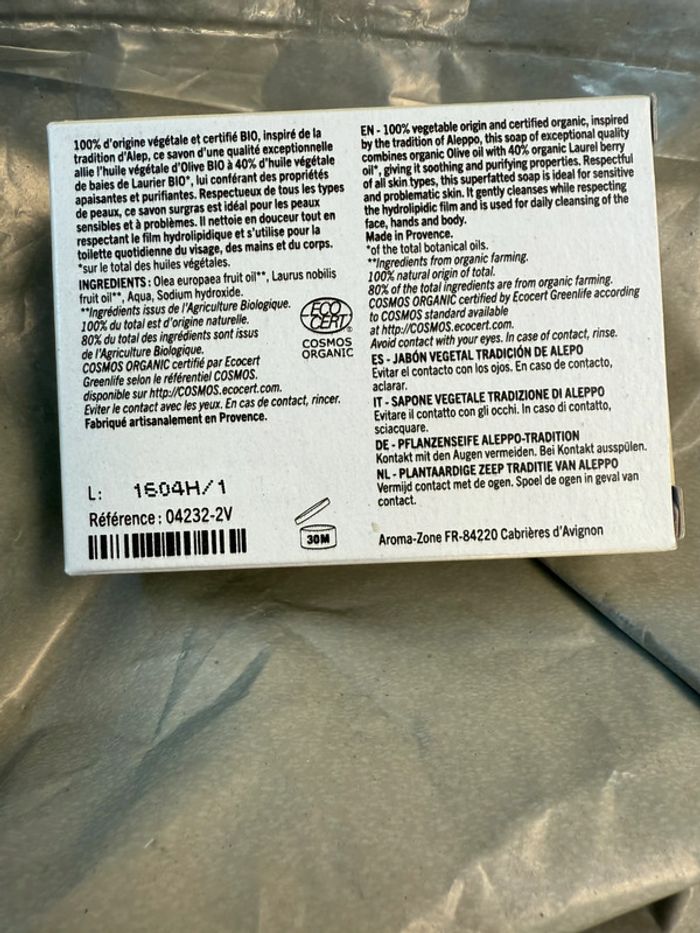 100% d'origine végétale et certifié BIO, inspiré de la
tradition d'Alep, ce savon d'une qualité exceptionnelle
allie l'huile végétale d'Olive BIO à 40% d'huile végétale
de baies de Laurier BIO*, lui conférant des propriétés
apaisantes et purifiantes. Respectueux de tous les types
de peaux, ce savon surgras est idéal pour les peaux
sensibles et à problèmes. Il nettoie en douceur tout en
respectant le film hydrolipidique et s'utilise pour la
toilette quotidienne du visage, des mains et du corps.
*sur le total des huiles végétales.
INGREDIENTS : Olea europaea fruit oil**, Laurus nobilis
fruit oil**, Aqua, Sodium hydroxide.
**Ingrédients issus de l'Agriculture Biologique.
100% du total est d'origine naturelle.
80% du total des ingrédients sont issus
de l'Agriculture Biologique.
COSMOS ORGANIC certifié par Ecocert
Greenlife selon le référentiel COSMOS.
disponible sur http://COSMOS.ecocert.com.
Eviter le contact avec les yeux. En cas de contact, rincer.
Fabriqué artisanalement en Provence.
ECO
CERT
COSMOS
ORGANIC
L: 1604H/1
Référence : 04232-2V
30M
EN - 100% vegetable origin and certified organic, inspired
by the tradition of Aleppo, this soap of exceptional quality
combines organic Olive oil with 40% organic Laurel berry
oil*, giving it soothing and purifying properties. Respectful
of all skin types, this superfatted soap is ideal for sensitive
and problematic skin. It gently cleanses while respecting
the hydrolipidic film and is used for daily cleansing of the
face, hands and body.
Made in Provence.
*of the total botanical oils.
**Ingredients from organic farming.
100% natural origin of total.
80% of the total ingredients are from organic farming.
COSMOS ORGANIC certified by Ecocert Greenlife according
to COSMOS standard available
at http://COSMOS.ecocert.com.
Avoid contact with your eyes. In case of contact, rinse.
ES - JABÓN VEGETAL TRADICIÓN DE ALEPO
Evitar el contacto con los ojos. En caso de contacto,
aclarar.
IT - SAPONE VEGETALE TRADIZIONE DI ALEPPO
Evitare il contatto con gli occhi. In caso di contatto,
sciacquare.
DE - PFLANZENSEIFE ALEPPO-TRADITION
Kontakt mit den Augen vermeiden. Bei Kontakt ausspülen.
NL - PLANTAARDIGE ZEEP TRADITIE VAN ALEPPO
Vermijd contact met de ogen. Spoel de ogen in geval van
contact.
Aroma-Zone FR-84220 Cabrières d'Avignon